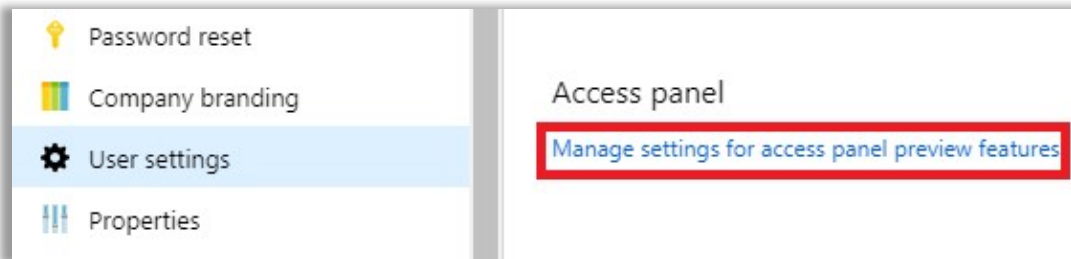 Password reset
Company branding
User settings
Properties
Access panel
Manage settings for access panel preview features